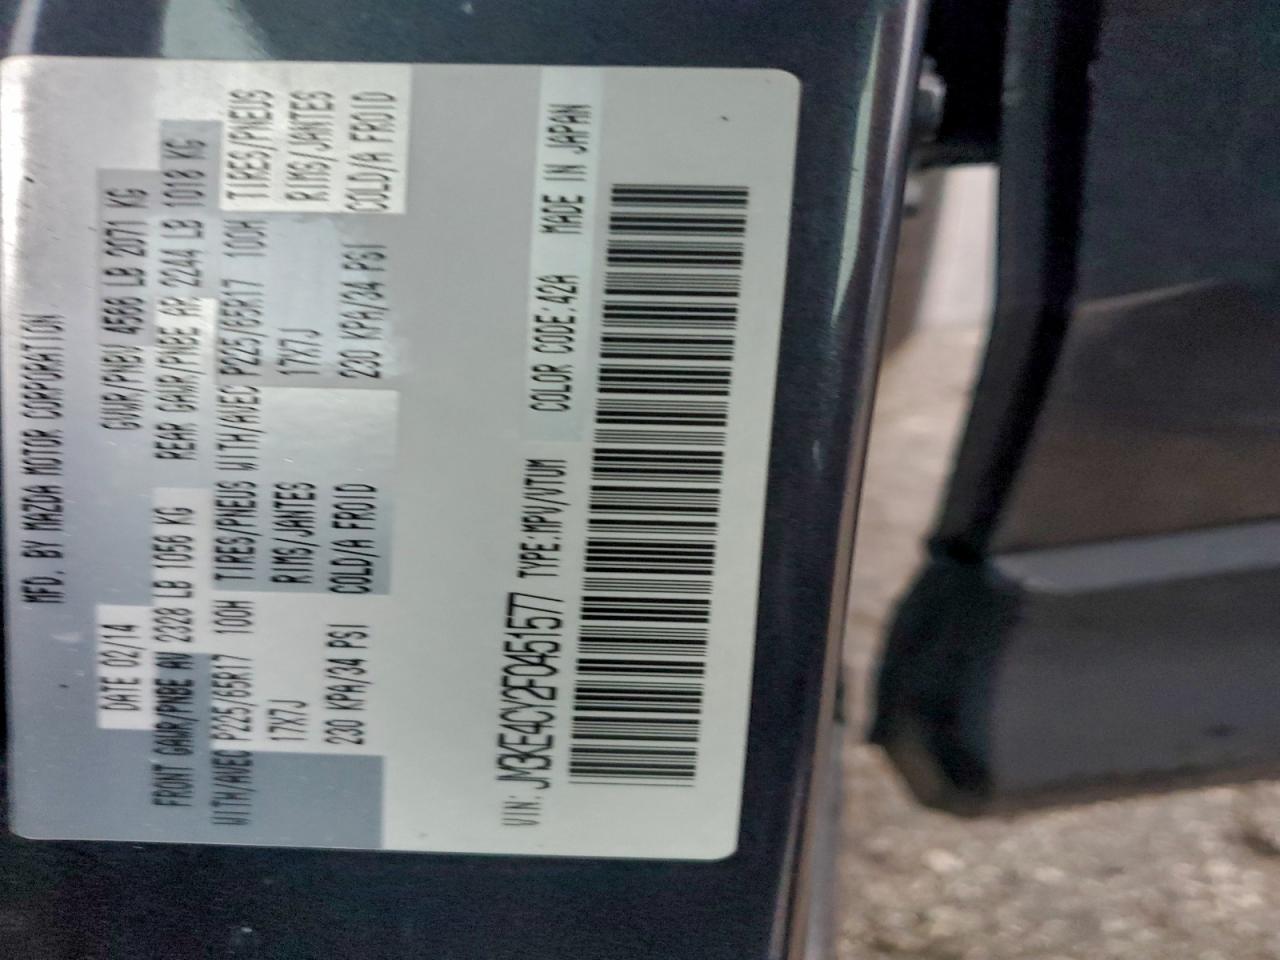 MFD. BY MAZDA MOTOR CORPORATION
DATE 02/14 GVWR/PNBV 4566 LB 2071 KG
FRONT GAWR/PNBE AV 2328 LB 1056 KG REAR GAWR/PNBE AR 2244 LB 1018 KG
WITH/AVEC P225/65R17 100H TIRES/PNEUS WITH/AVEC P225/65R17 100H TIRES/PNEUS
17X7J RIMS/JANTES 17X7J RIMS/JANTES
230 KPA/34 PSI COLD/A FROID 230 KPA/34 PSI COLD/A FROID
VIN: JM3KE4CY2F0451577 TYPE:MPV/VTUM COLOR CODE:42A MADE IN JAPAN